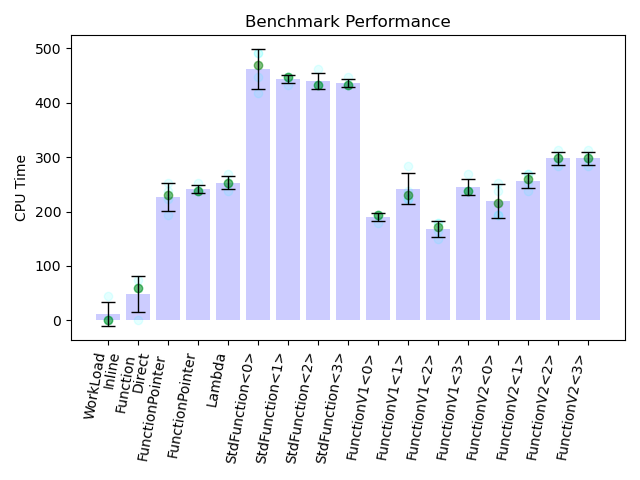 Benchmark Performance
CPU Time
500
400
300
200
100
0
WorkLoad
Inline
Function
Direct
FunctionPointer
FunctionPointer
Lambda
StdFunction<0>
StdFunction<1>
StdFunction<2>
StdFunction<3>
FunctionV1<0>
FunctionV1<1>
FunctionV1<2>
FunctionV1<3>
FunctionV2<0>
FunctionV2<1>
FunctionV2<2>
FunctionV2<3>